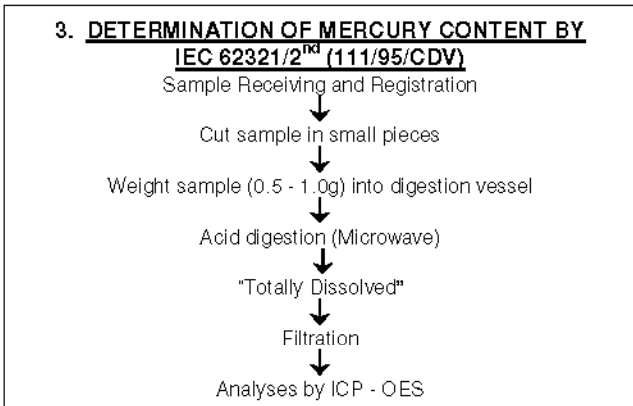 3. DETERMINATION OF MERCURY CONTENT BY
IEC 62321/2nd (111/95/CDV)
Sample Receiving and Registration
Cut sample in small pieces
Weight sample (0.5 - 1.0g) into digestion vessel
Acid digestion (Microwave)
"Totally Dissolved"
Filtration
Analyses by ICP - OES